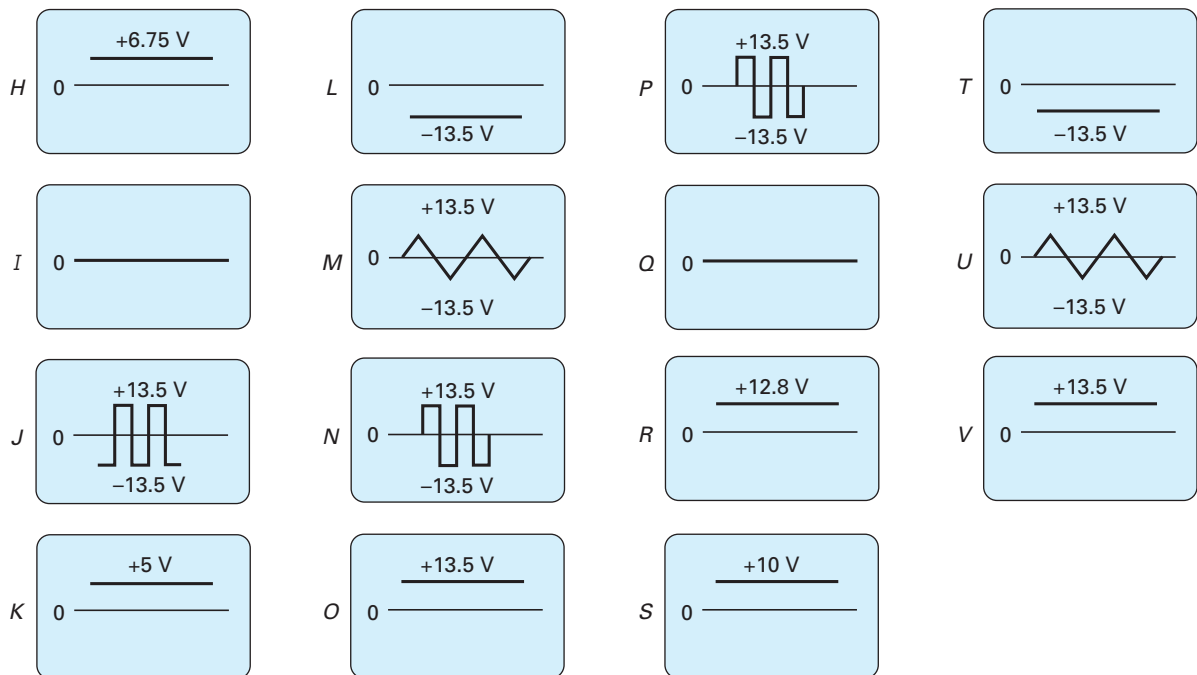 +6.75 V
H 0
L 0
−13.5 V
+13.5 V
P 0
−13.5 V
T 0
−13.5 V
I 0
+13.5 V
M 0
−13.5 V
Q 0
+13.5 V
U 0
−13.5 V
+13.5 V
J 0
−13.5 V
+13.5 V
N 0
−13.5 V
+12.8 V
R 0
+13.5 V
V 0
+5 V
K 0
+13.5 V
O 0
+10 V
S 0